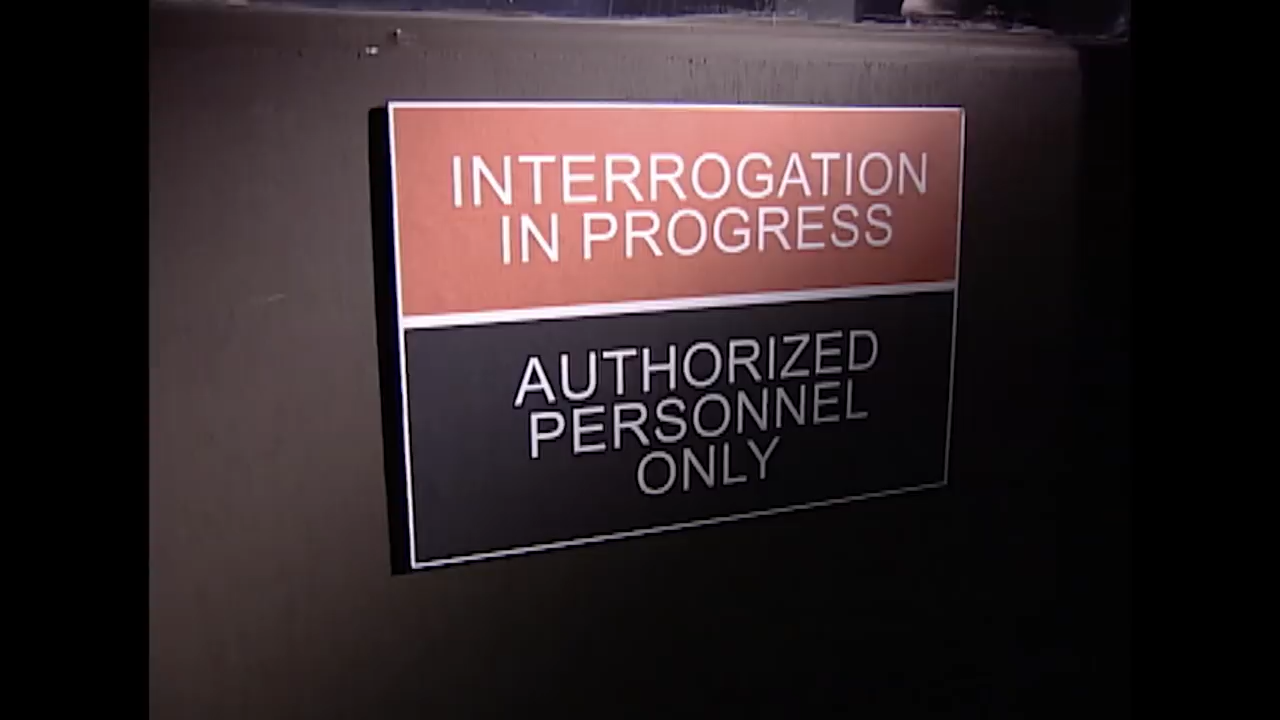 INTERROGATION
IN PROGRESS
AUTHORIZED
PERSONNEL
ONLY